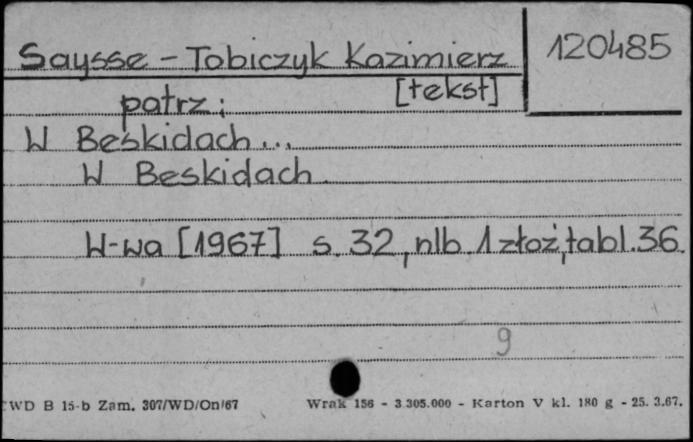 Saysse-Tobiczyk Kazimierz
120485
[tekst]
patrz:
W Beskidach...
W Beskidach
W-wa [1967] s. 32, nlb. 1 złoż, tabl. 36
9
CWD B 15-b Zam. 307/WD/On/67
Wrak 156 - 3.305.000 - Karton V kl. 180 g - 25. 3.67.